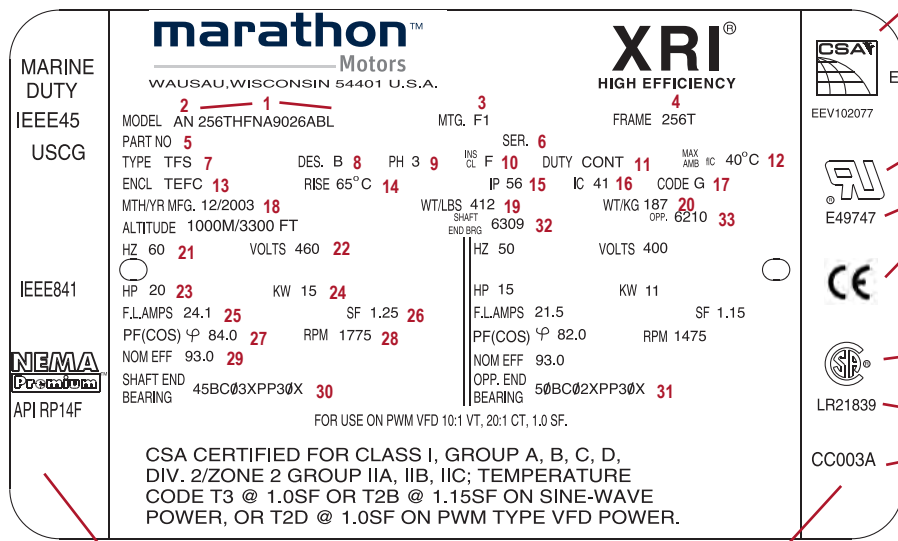 marathon™
Motors
WAUSAU,WISCONSIN 54401 U.S.A.
XRI®
HIGH EFFICIENCY
MARINE
DUTY
IEEE45
USCG
IEEE841
NEMA
Premium™
API RP14F
2 1 3 4
MODEL AN 256THFNA9026ABL MTG. F1 FRAME 256T
PART NO 5 SER. 6
TYPE TFS 7 DES. B 8 PH 3 9 INS CL F 10 DUTY CONT 11 MAX AMB 40°C 12
ENCL TEFC 13 RISE 65°C 14 IP 56 15 IC 41 16 CODE G 17
MTH/YR MFG. 12/2003 18 WT/LBS 412 19 WT/KG 187 20
ALTITUDE 1000M/3300 FT SHAFT END BRG 6309 32 OPP. 6210 33
HZ 60 21 VOLTS 460 22
HP 20 23 KW 15 24
F.L.AMPS 24.1 25 SF 1.25 26
PF(COS) φ 84.0 27 RPM 1775 28
NOM EFF 93.0 29
SHAFT END
BEARING 45BCØ3XPP3ØX 30
HZ 50 VOLTS 400
HP 15 KW 11
F.L.AMPS 21.5 SF 1.15
PF(COS) φ 82.0 RPM 1475
NOM EFF 93.0
OPP. END
BEARING 5ØBCØ2XPP3ØX 31
FOR USE ON PWM VFD 10:1 VT, 20:1 CT, 1.0 SF.
CSA CERTIFIED FOR CLASS I, GROUP A, B, C, D,
DIV. 2/ZONE 2 GROUP IIA, IIB, IIC; TEMPERATURE
CODE T3 @ 1.0SF OR T2B @ 1.15SF ON SINE-WAVE
POWER, OR T2D @ 1.0SF ON PWM TYPE VFD POWER.
CSA
E
EEV102077
RU®
E49747
CE
SA®
LR21839
CC003A